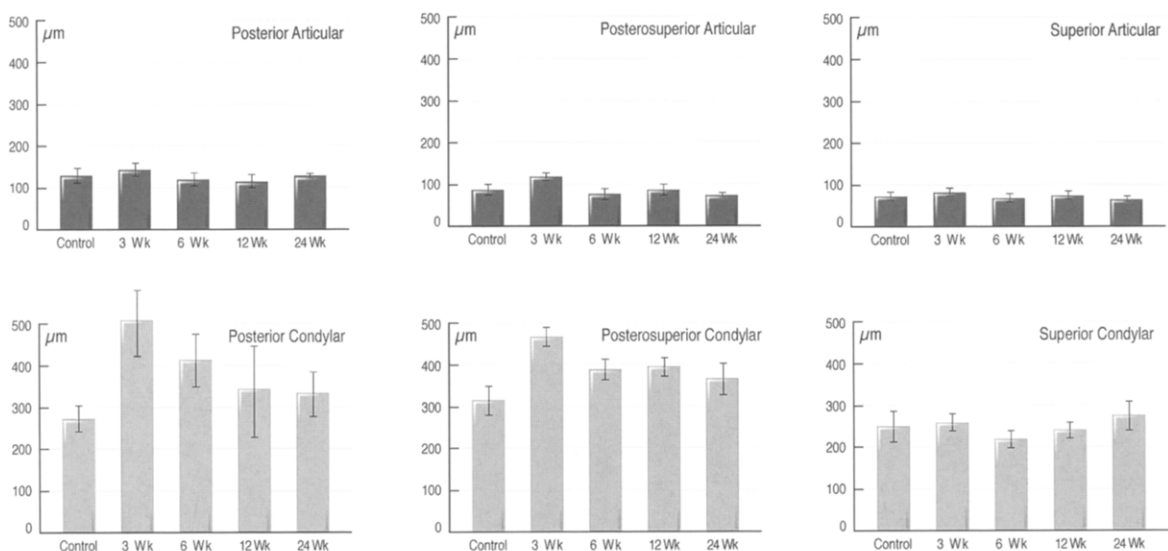 500
µm
Posterior Articular
400
300
200
100
0
Control 3 Wk 6 Wk 12 Wk 24 Wk
500
µm
Posterosuperior Articular
400
300
200
100
0
Control 3 Wk 6 Wk 12 Wk 24 Wk
500
µm
Superior Articular
400
300
200
100
0
Control 3 Wk 6 Wk 12 Wk 24 Wk
500
µm
Posterior Condylar
400
300
200
100
0
Control 3 Wk 6 Wk 12 Wk 24 Wk
500
µm
Posterosuperior Condylar
400
300
200
100
0
Control 3 Wk 6 Wk 12 Wk 24 Wk
500
µm
Superior Condylar
400
300
200
100
0
Control 3 Wk 6 Wk 12 Wk 24 Wk